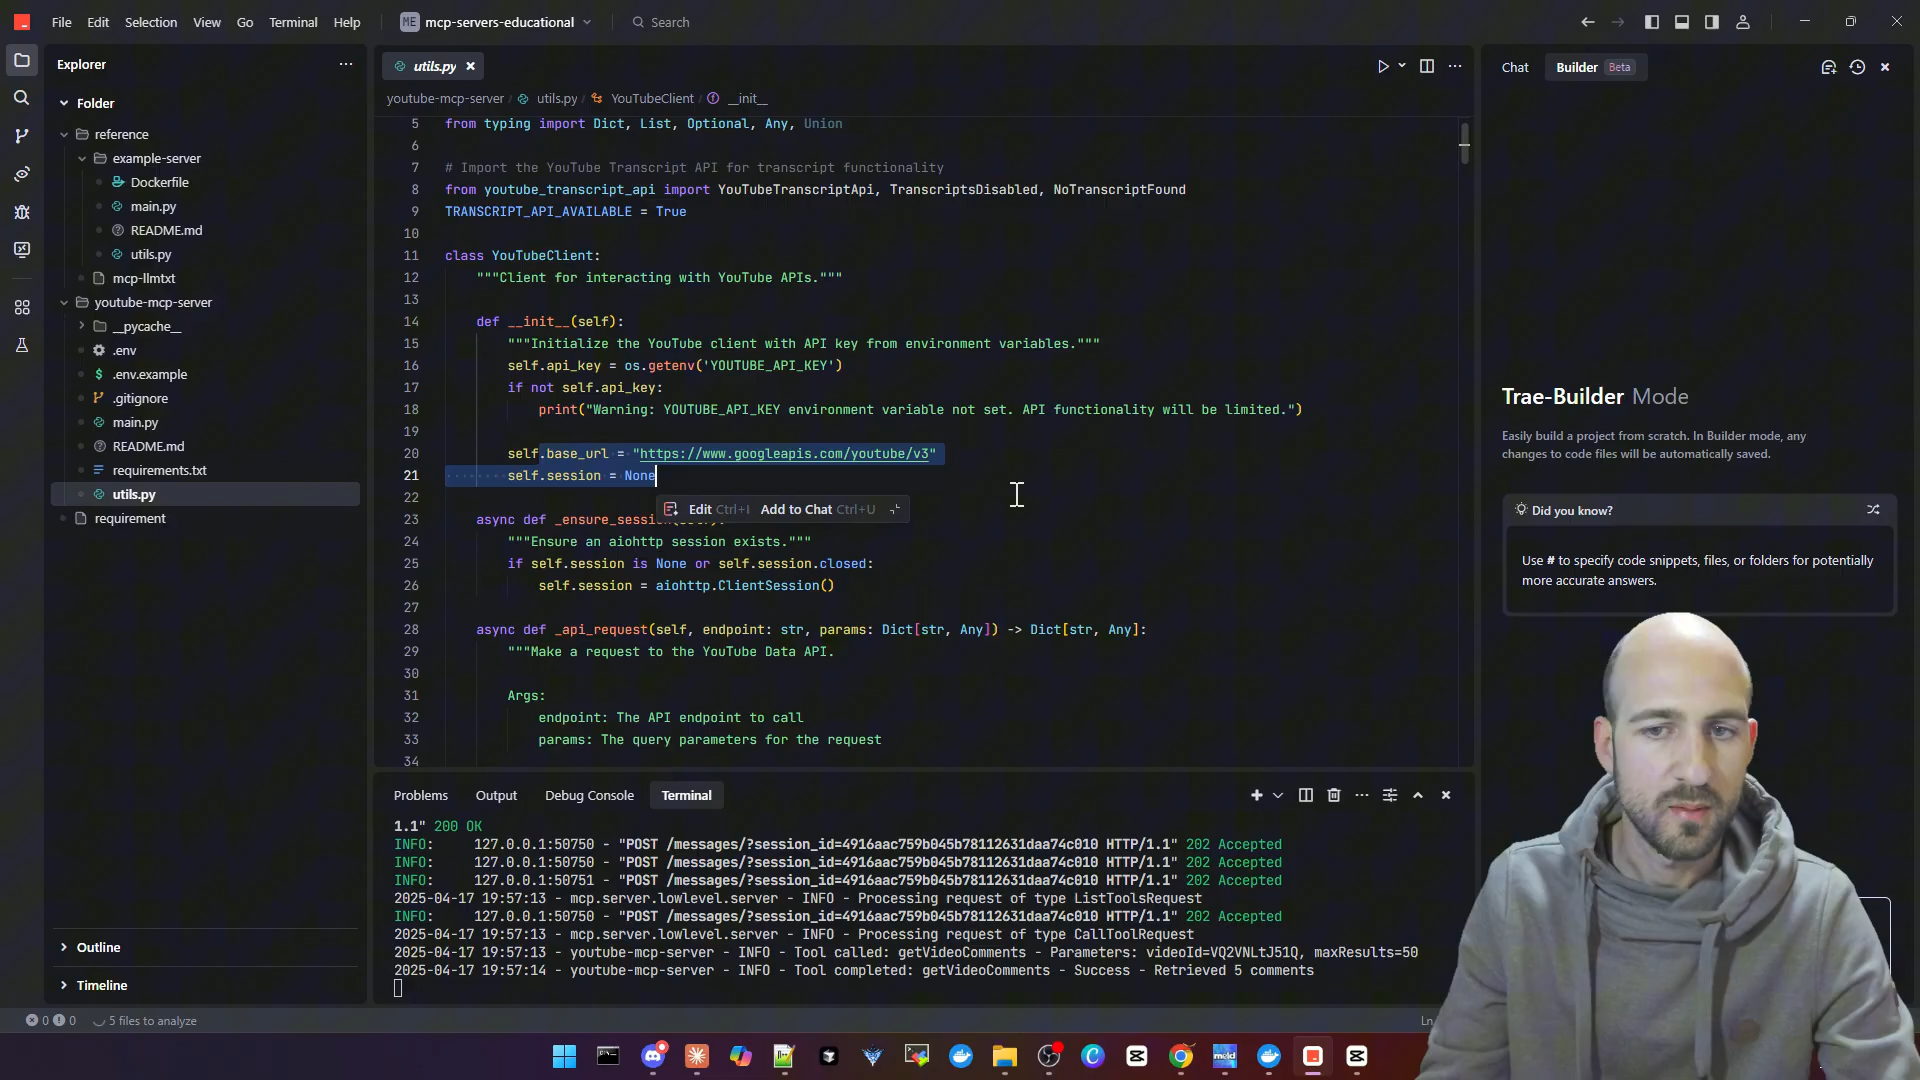 File Edit Selection View Go Terminal Help ME mcp-servers-educational Search
Explorer
Folder
reference
example-server
Dockerfile
main.py
README.md
utils.py
mcp-llmtxt
youtube-mcp-server
__pycache__
.env
.env.example
.gitignore
main.py
README.md
requirements.txt
utils.py
requirement
Outline
Timeline
utils.py
youtube-mcp-server utils.py YouTubeClient __init__
5 from typing import Dict, List, Optional, Any, Union
6
7 # Import the YouTube Transcript API for transcript functionality
8 from youtube_transcript_api import YouTubeTranscriptApi, TranscriptsDisabled, NoTranscriptFound
9 TRANSCRIPT_API_AVAILABLE = True
10
11 class YouTubeClient:
12 """Client for interacting with YouTube APIs."""
13
14 def __init__(self):
15 """Initialize the YouTube client with API key from environment variables."""
16 self.api_key = os.getenv('YOUTUBE_API_KEY')
17 if not self.api_key:
18 print("Warning: YOUTUBE_API_KEY environment variable not set. API functionality will be limited.")
19
20 self.base_url = "https://www.googleapis.com/youtube/v3"
21 self.session = None
22
Edit Ctrl+I Add to Chat Ctrl+U
23 async def _ensure_sess
24 """Ensure an aiohttp session exists."""
25 if self.session is None or self.session.closed:
26 self.session = aiohttp.ClientSession()
27
28 async def _api_request(self, endpoint: str, params: Dict[str, Any]) -> Dict[str, Any]:
29 """Make a request to the YouTube Data API.
30
31 Args:
32 endpoint: The API endpoint to call
33 params: The query parameters for the request
34
Problems Output Debug Console Terminal
1.1" 200 OK
INFO: 127.0.0.1:50750 - "POST /messages/?session_id=4916aac759b045b78112631daa74c010 HTTP/1.1" 202 Accepted
INFO: 127.0.0.1:50750 - "POST /messages/?session_id=4916aac759b045b78112631daa74c010 HTTP/1.1" 202 Accepted
INFO: 127.0.0.1:50751 - "POST /messages/?session_id=4916aac759b045b78112631daa74c010 HTTP/1.1" 202 Accepted
2025-04-17 19:57:13 - mcp.server.lowlevel.server - INFO - Processing request of type ListToolsRequest
INFO: 127.0.0.1:50750 - "POST /messages/?session_id=4916aac759b045b78112631daa74c010 HTTP/1.1" 202 Accepted
2025-04-17 19:57:13 - mcp.server.lowlevel.server - INFO - Processing request of type CallToolRequest
2025-04-17 19:57:13 - youtube-mcp-server - INFO - Tool called: getVideoComments - Parameters: videoId=VQ2VNLtJ51Q, maxResults=50
2025-04-17 19:57:14 - youtube-mcp-server - INFO - Tool completed: getVideoComments - Success - Retrieved 5 comments
Chat Builder Beta
Trae-Builder Mode
Easily build a project from scratch. In Builder mode, any
changes to code files will be automatically saved.
Did you know?
Use # to specify code snippets, files, or folders for potentially
more accurate answers.
0 0 5 files to analyze
Ln
meld